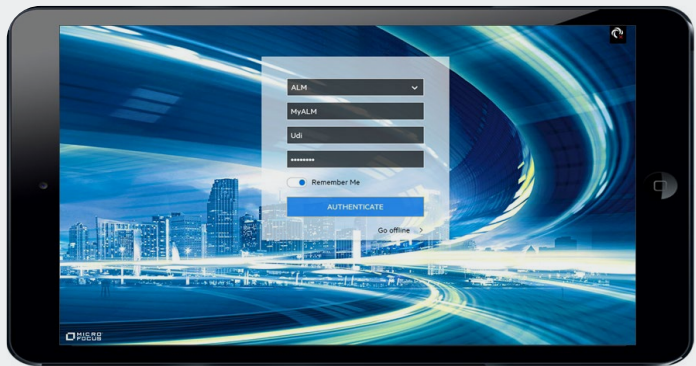 ALM
MyALM
Udi
••••••••
Remember Me
AUTHENTICATE
Go offline >
MICRO
FOCUS